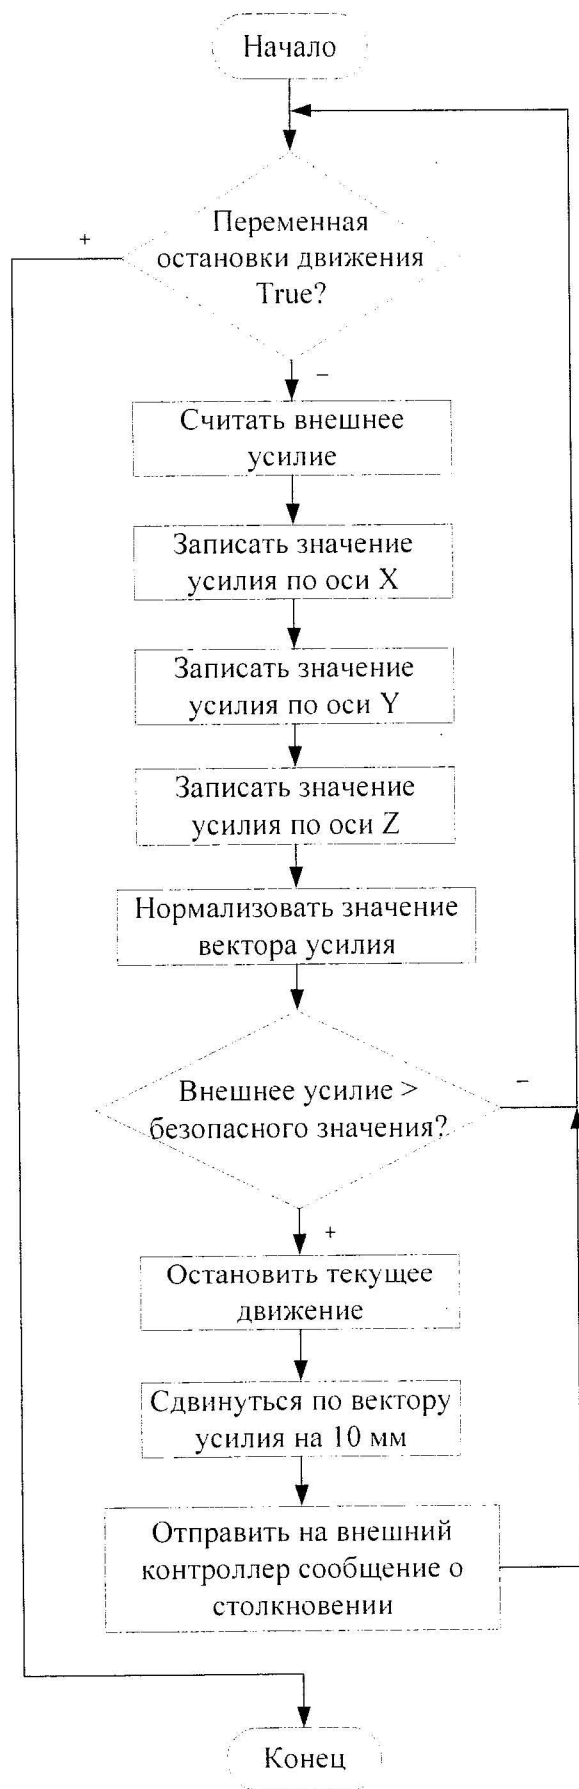 Начало
Переменная
остановки движения
True?
+
–
Считать внешнее
усилие
Записать значение
усилия по оси X
Записать значение
усилия по оси Y
Записать значение
усилия по оси Z
Нормализовать значение
вектора усилия
Внешнее усилие >
безопасного значения?
–
+
Остановить текущее
движение
Сдвинуться по вектору
усилия на 10 мм
Отправить на внешний
контроллер сообщение о
столкновении
Конец